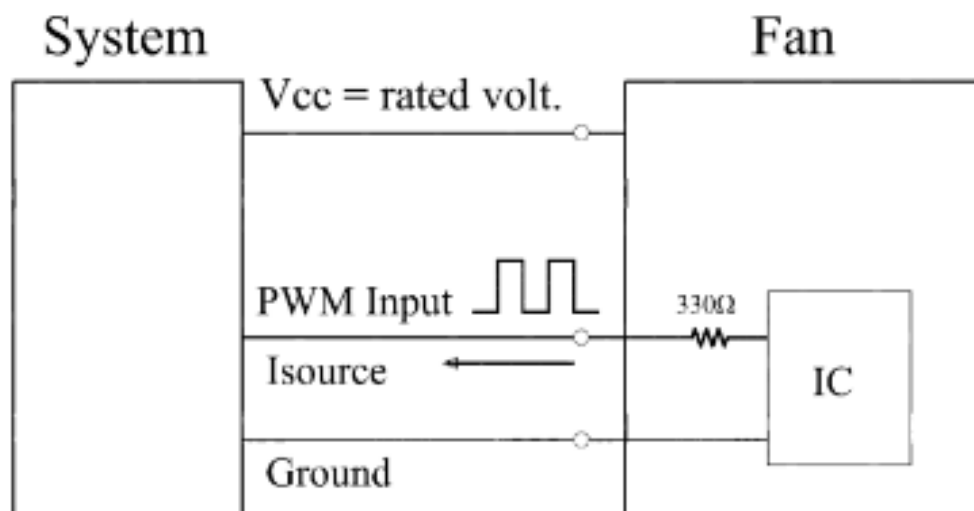 System
Fan
Vcc = rated volt.
PWM Input
330Ω
Isource
IC
Ground